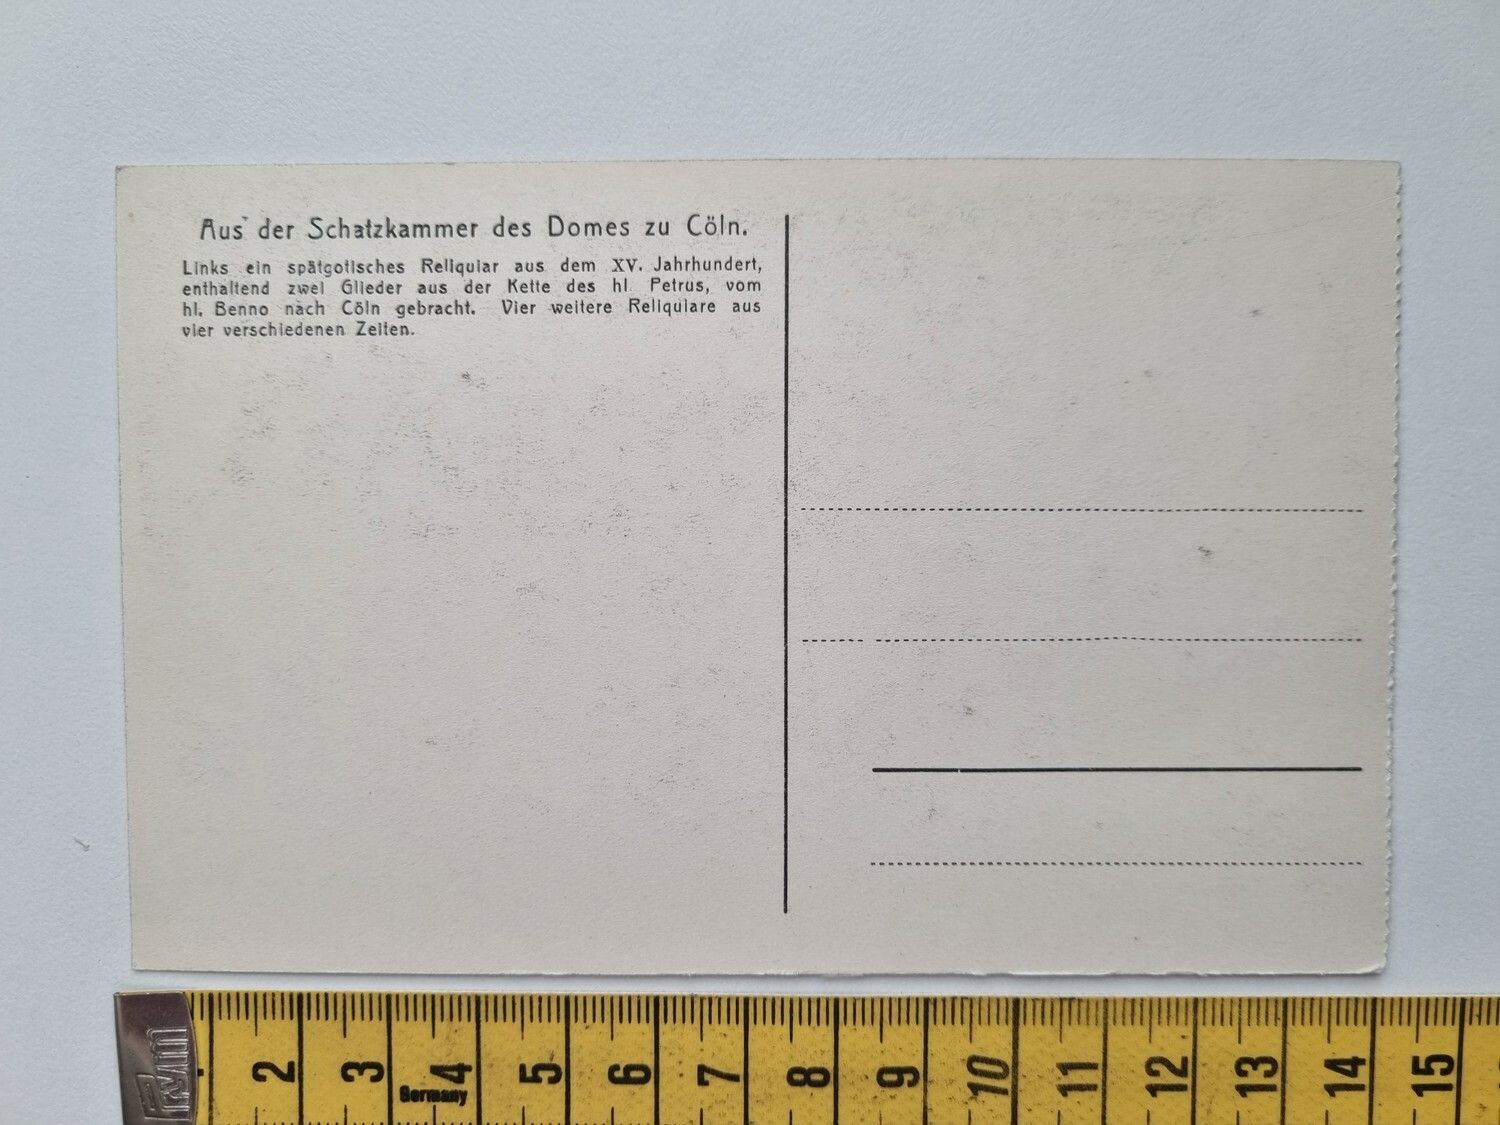 Aus der Schatzkammer des Domes zu Cöln.
Links ein spätgotisches Reliquiar aus dem XV. Jahrhundert,
enthaltend zwei Glieder aus der Kette des hl. Petrus, vom
hl. Benno nach Cöln gebracht. Vier weitere Reliquiare aus
vier verschiedenen Zeiten.
Prym
2 3 4 5 6 7 8 9 10 11 12 13 14 15
Germany